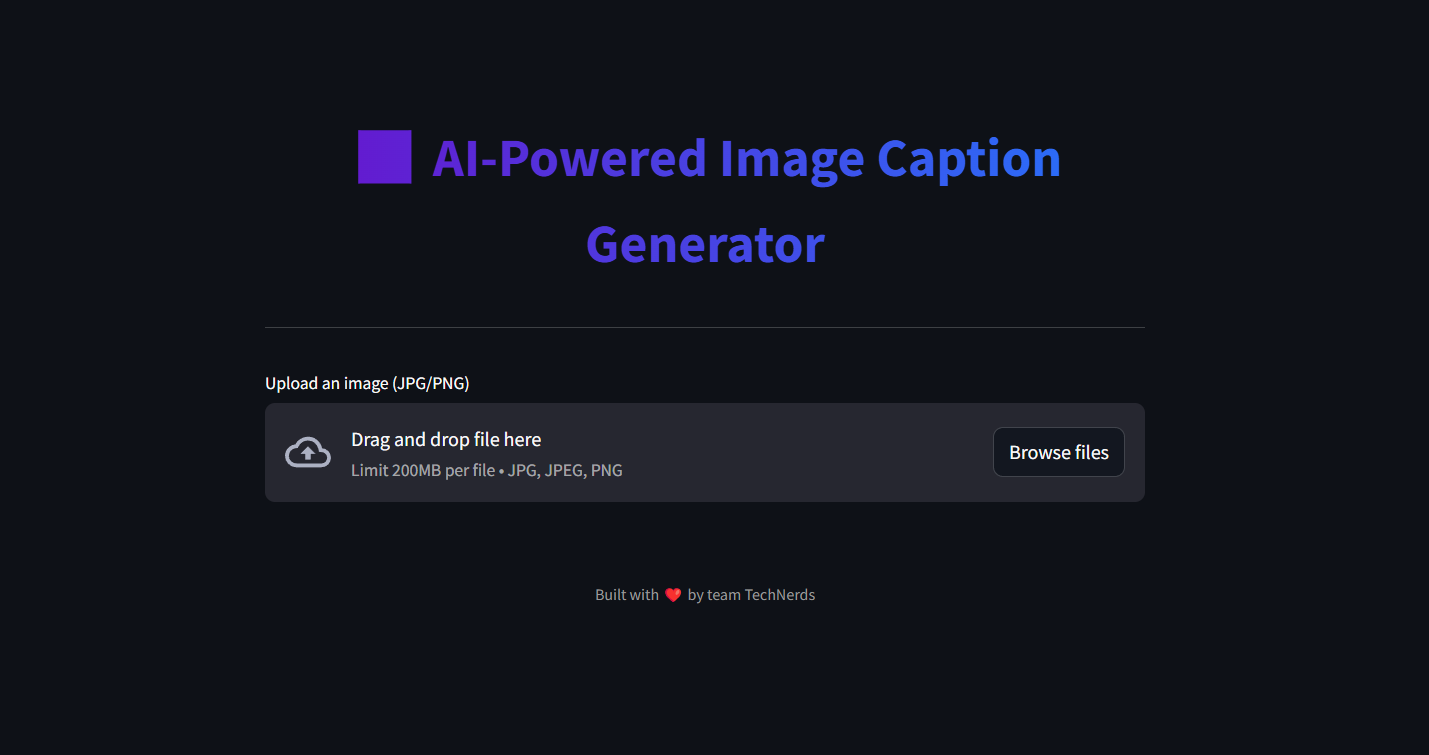 AI-Powered Image Caption
Generator
Upload an image (JPG/PNG)
Drag and drop file here
Limit 200MB per file • JPG, JPEG, PNG
Browse files
Built with ❤️ by team TechNerds